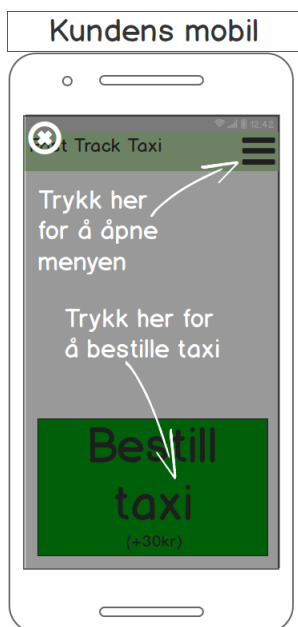 Kundens mobil
12:42
Fast Track Taxi
Trykk her
for å åpne
menyen
Trykk her for
å bestille taxi
Bestill
taxi
(+30kr)